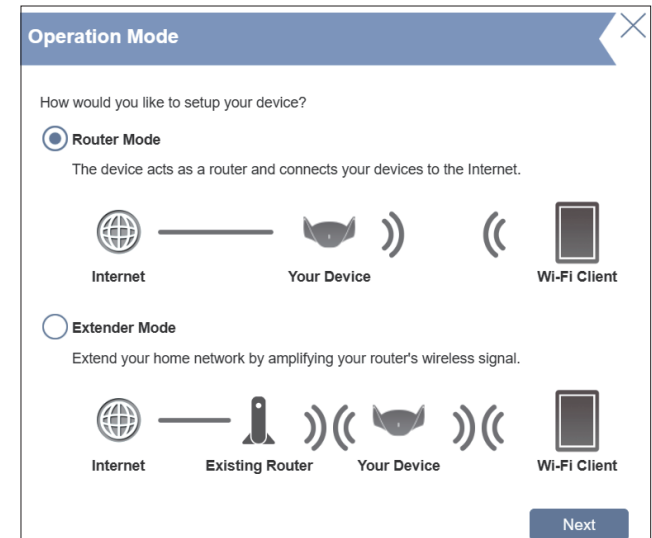 Operation Mode
How would you like to setup your device?
Router Mode
The device acts as a router and connects your devices to the Internet.
Internet Your Device Wi-Fi Client
Extender Mode
Extend your home network by amplifying your router's wireless signal.
Internet Existing Router Your Device Wi-Fi Client
Next